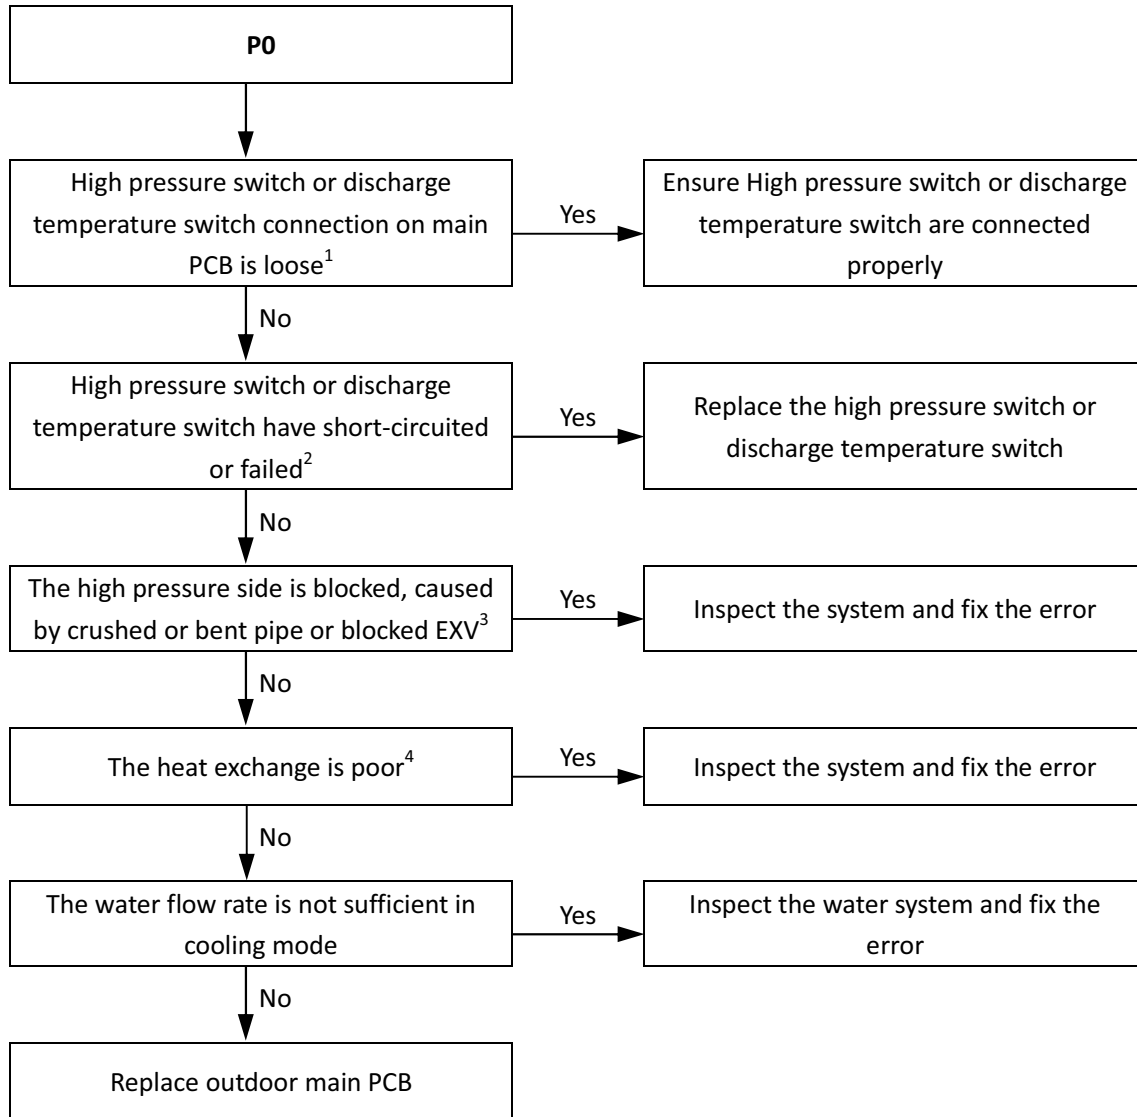 P0
High pressure switch or discharge
temperature switch connection on main
PCB is loose1
Yes
Ensure High pressure switch or discharge
temperature switch are connected
properly
No
High pressure switch or discharge
temperature switch have short-circuited
or failed2
Yes
Replace the high pressure switch or
discharge temperature switch
No
The high pressure side is blocked, caused
by crushed or bent pipe or blocked EXV3
Yes
Inspect the system and fix the error
No
The heat exchange is poor4
Yes
Inspect the system and fix the error
No
The water flow rate is not sufficient in
cooling mode
Yes
Inspect the water system and fix the
error
No
Replace outdoor main PCB